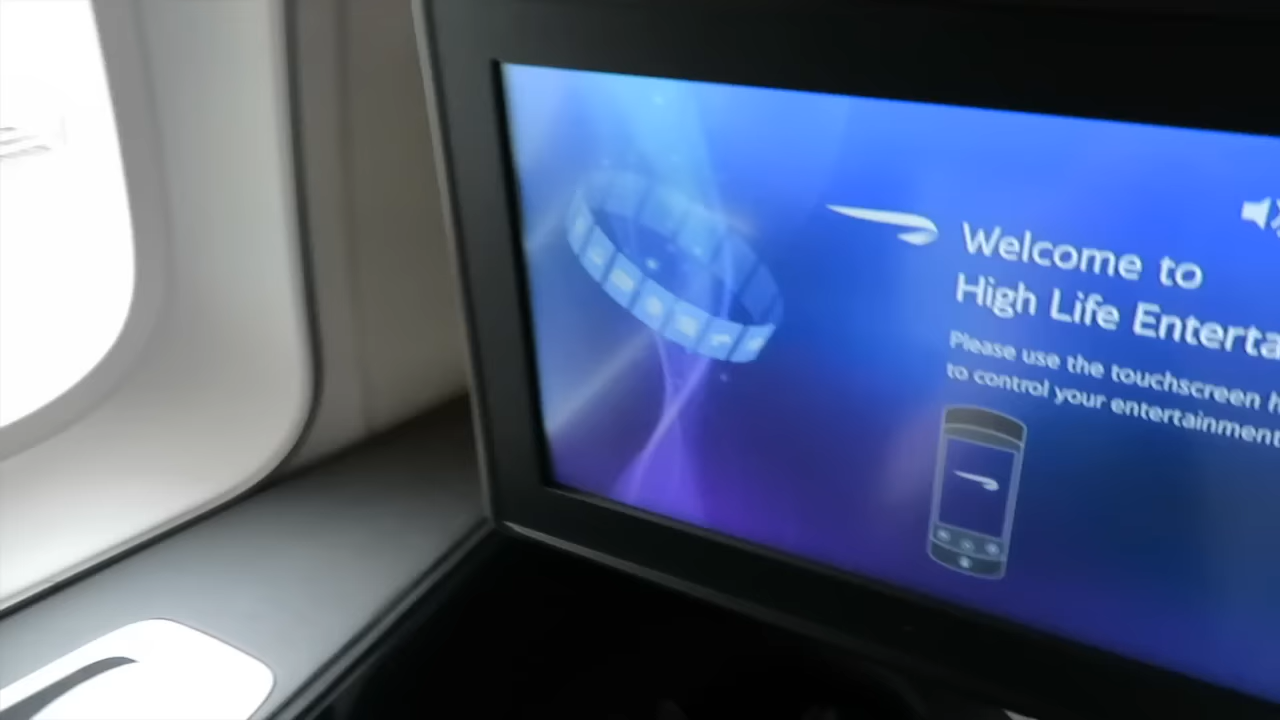 Welcome to
High Life Enterta
Please use the touchscreen h
to control your entertainment